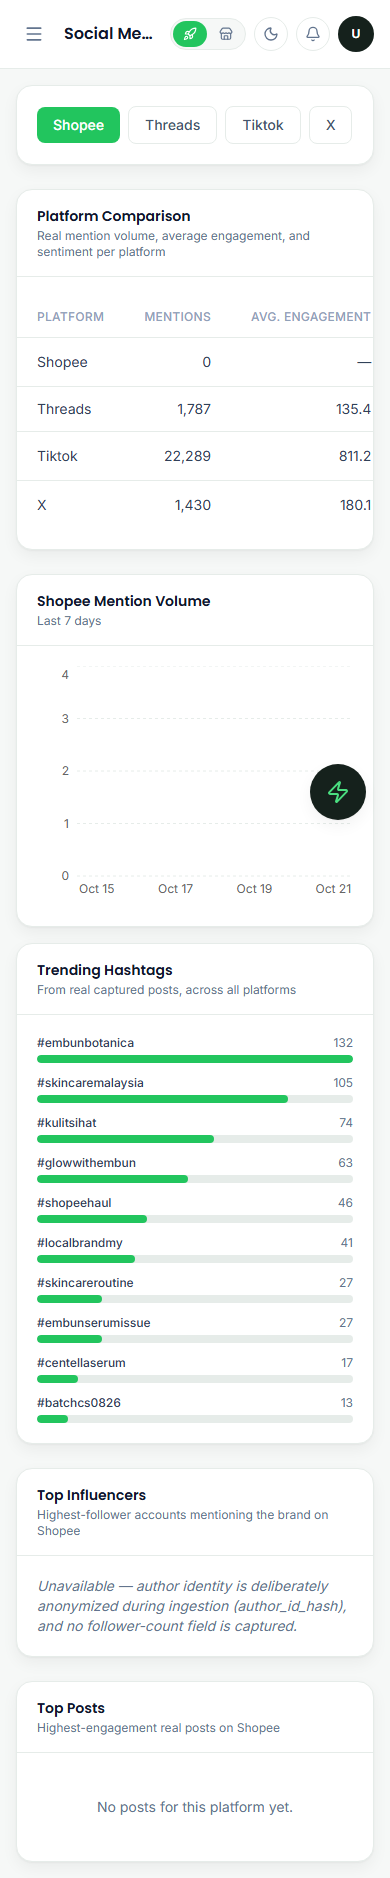 Social Me...
U
Shopee Threads Tiktok X
Platform Comparison
Real mention volume, average engagement, and
sentiment per platform
PLATFORM MENTIONS AVG. ENGAGEMENT
Shopee 0 —
Threads 1,787 135.4
Tiktok 22,289 811.2
X 1,430 180.1
Shopee Mention Volume
Last 7 days
4
3
2
1
0
Oct 15 Oct 17 Oct 19 Oct 21
Trending Hashtags
From real captured posts, across all platforms
#embunbotanica 132
#skincaremalaysia 105
#kulitsihat 74
#glowwithembun 63
#shopeehaul 46
#localbrandmy 41
#skincareroutine 27
#embunserumissue 27
#centellaserum 17
#batchcs0826 13
Top Influencers
Highest-follower accounts mentioning the brand on
Shopee
Unavailable — author identity is deliberately
anonymized during ingestion (author_id_hash),
and no follower-count field is captured.
Top Posts
Highest-engagement real posts on Shopee
No posts for this platform yet.